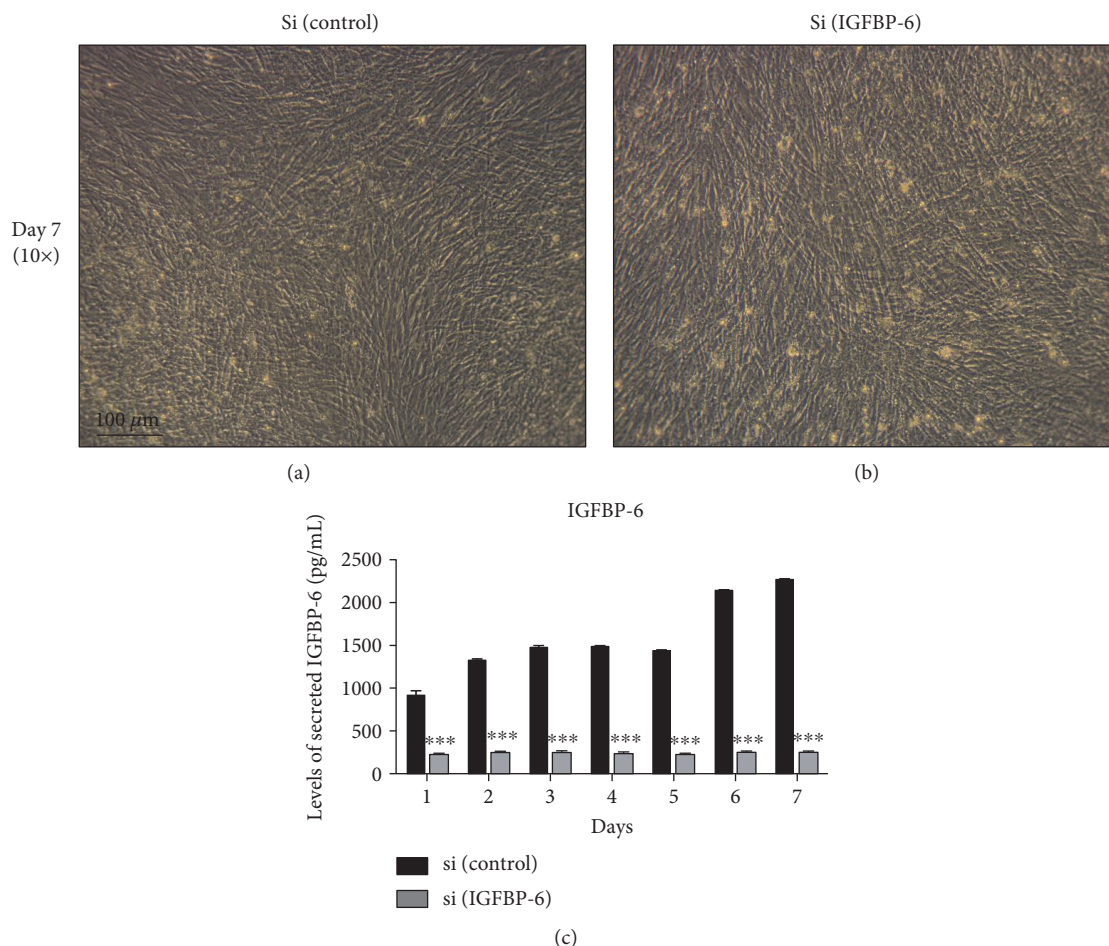 Si (control)
Si (IGFBP-6)
Day 7
(10×)
100 μm
(a)
(b)
IGFBP-6
Levels of secreted IGFBP-6 (pg/mL)
2500
2000
1500
1000
500
0
*** *** *** *** *** *** ***
1 2 3 4 5 6 7
Days
si (control)
si (IGFBP-6)
(c)